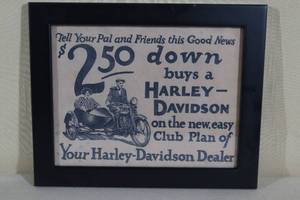 Tell Your Pal and Friends this Good News
$2.50 down
buys a
HARLEY-
DAVIDSON
on the new, easy
Club Plan of
Your Harley-Davidson Dealer